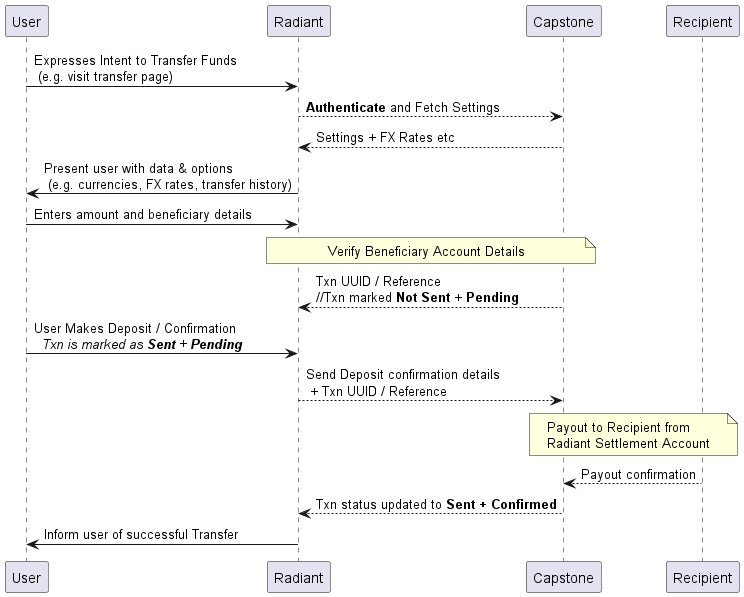 User Radiant Capstone Recipient
Expresses Intent to Transfer Funds
(e.g. visit transfer page)
Authenticate and Fetch Settings
Settings + FX Rates etc
Present user with data & options
(e.g. currencies, FX rates, transfer history)
Enters amount and beneficiary details
Verify Beneficiary Account Details
Txn UUID / Reference
//Txn marked Not Sent + Pending
User Makes Deposit / Confirmation
Txn is marked as Sent + Pending
Send Deposit confirmation details
+ Txn UUID / Reference
Payout to Recipient from
Radiant Settlement Account
Payout confirmation
Txn status updated to Sent + Confirmed
Inform user of successful Transfer
User Radiant Capstone Recipient